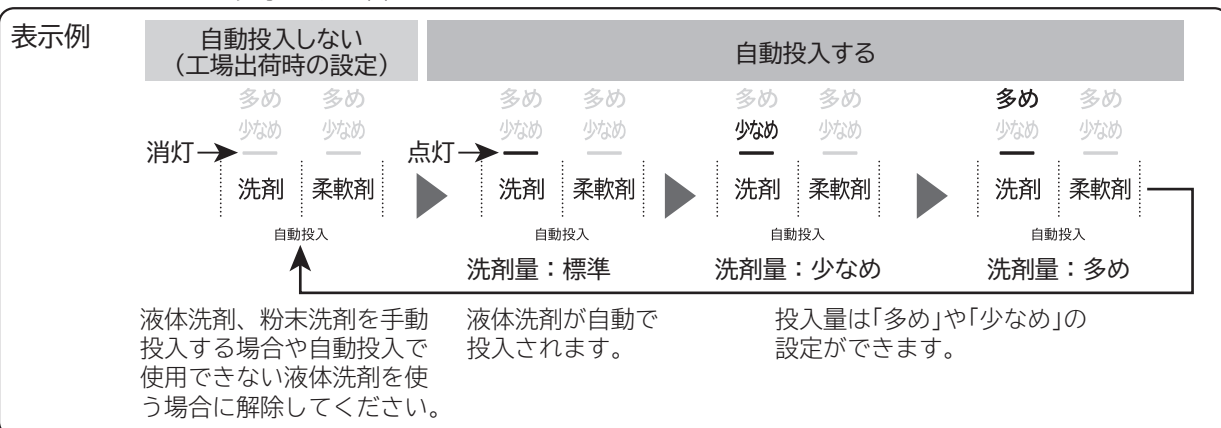 表示例
自動投入しない
（工場出荷時の設定）
自動投入する
多め 多め 多め 多め 多め 多め 多め 多め
少なめ 少なめ 少なめ 少なめ 少なめ 少なめ 少なめ 少なめ
消灯 点灯
洗剤 柔軟剤 洗剤 柔軟剤 洗剤 柔軟剤 洗剤 柔軟剤
自動投入 自動投入 自動投入 自動投入
洗剤量：標準 洗剤量：少なめ 洗剤量：多め
液体洗剤、粉末洗剤を手動
投入する場合や自動投入で
使用できない液体洗剤を使
う場合に解除してください。
液体洗剤が自動で
投入されます。
投入量は｢多め｣や｢少なめ｣の
設定ができます。